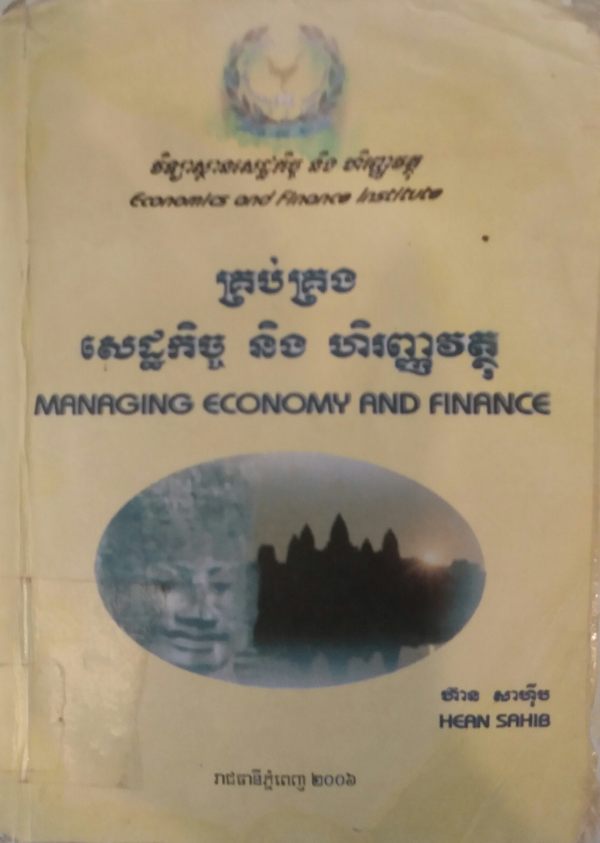 វិទ្យាស្ថានសេដ្ឋកិច្ច និង ហិរញ្ញវត្ថុ
Economics and Finance Institute
គ្រប់គ្រង
សេដ្ឋកិច្ច និង ហិរញ្ញវត្ថុ
MANAGING ECONOMY AND FINANCE
ហ៊ាន សាហ៊ីប
HEAN SAHIB
រាជធានីភ្នំពេញ ២០០៦